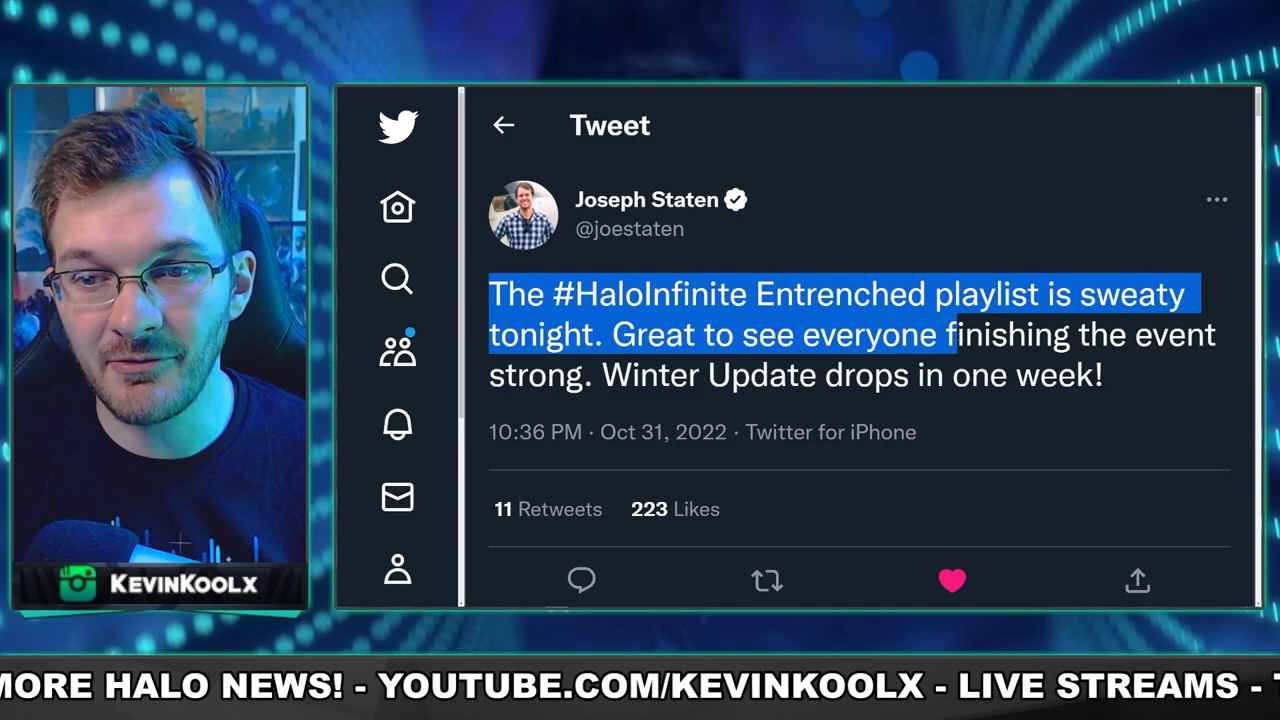 Tweet
Joseph Staten
@joestaten
The #HaloInfinite Entrenched playlist is sweaty
tonight. Great to see everyone finishing the event
strong. Winter Update drops in one week!
10:36 PM · Oct 31, 2022 · Twitter for iPhone
11 Retweets 223 Likes
KEVINKOOLX
MORE HALO NEWS! - YOUTUBE.COM/KEVINKOOLX - LIVE STREAMS -